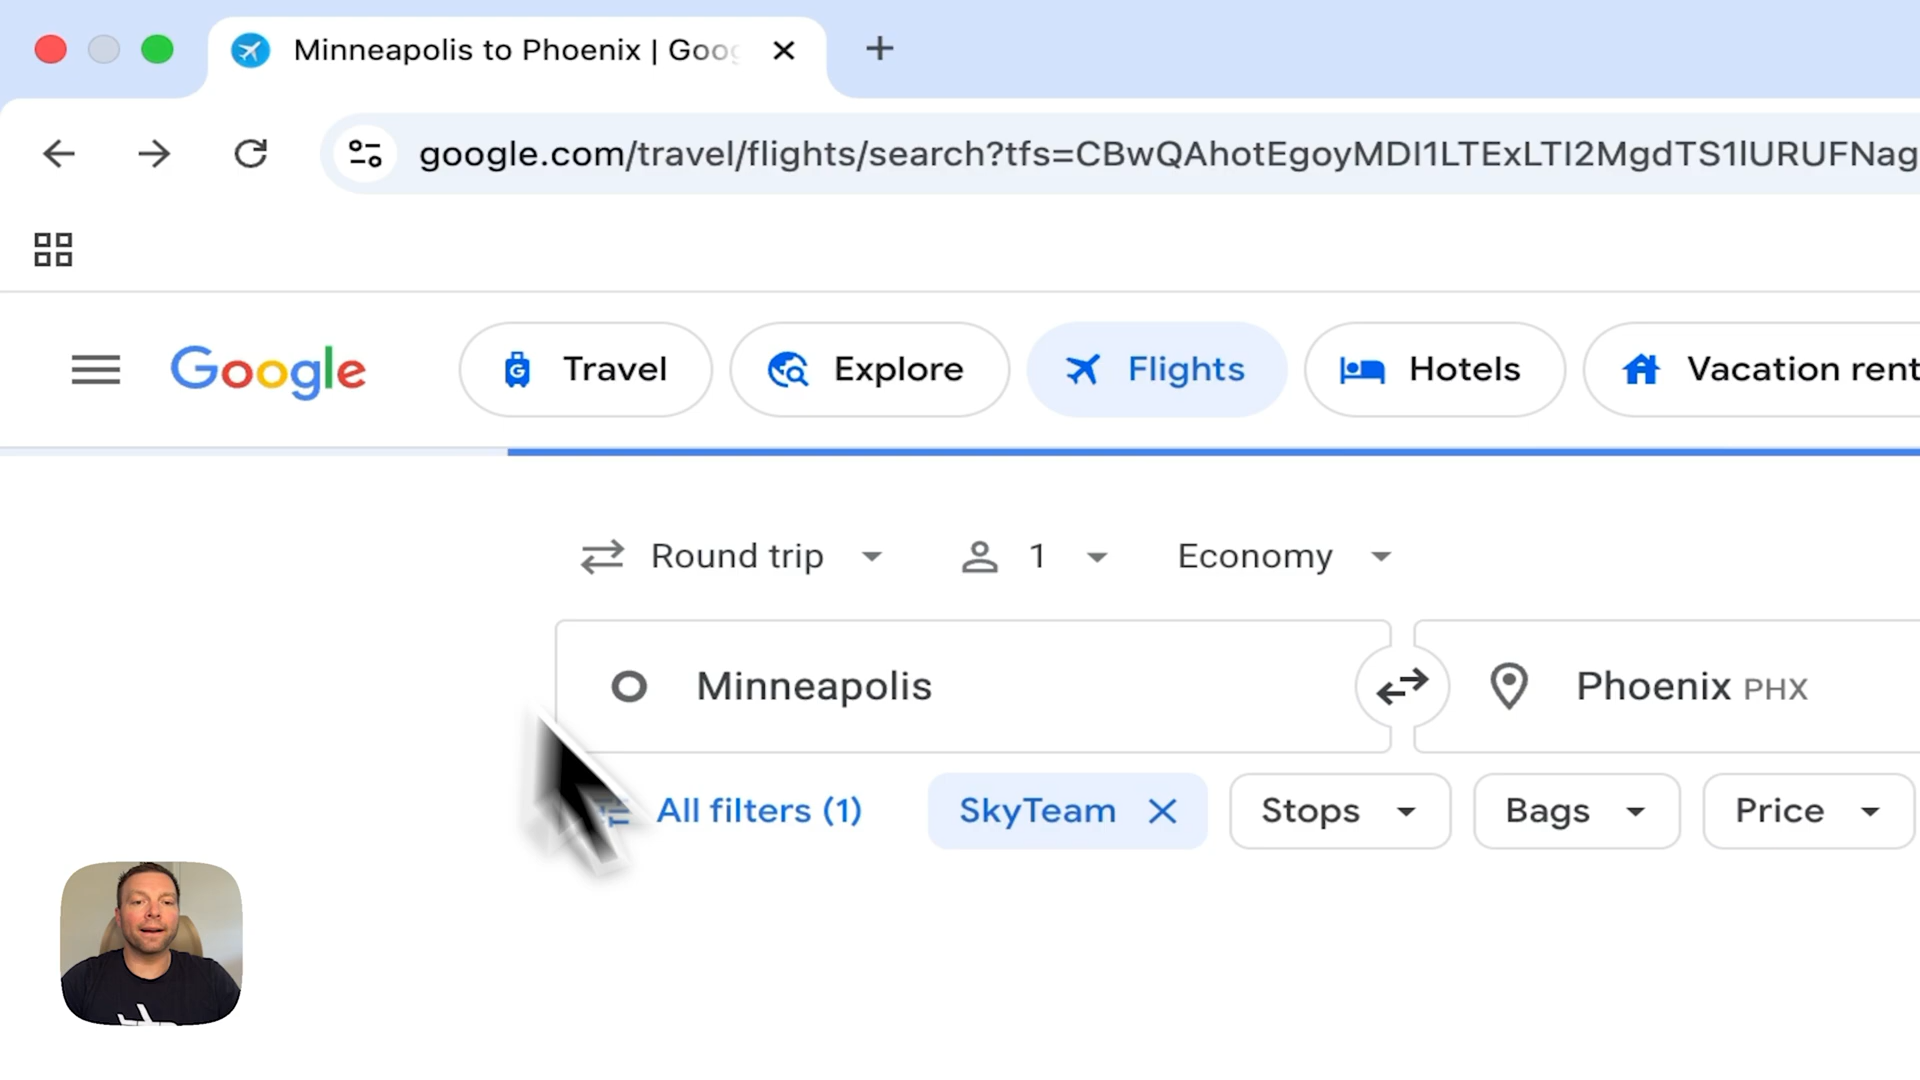 Minneapolis to Phoenix | Goog
google.com/travel/flights/search?tfs=CBwQAhotEgoyMDI1LTExLTI2MgdTS1lURUFNag
Google Travel Explore Flights Hotels Vacation rent
Round trip 1 Economy
Minneapolis Phoenix PHX
All filters (1) SkyTeam Stops Bags Price